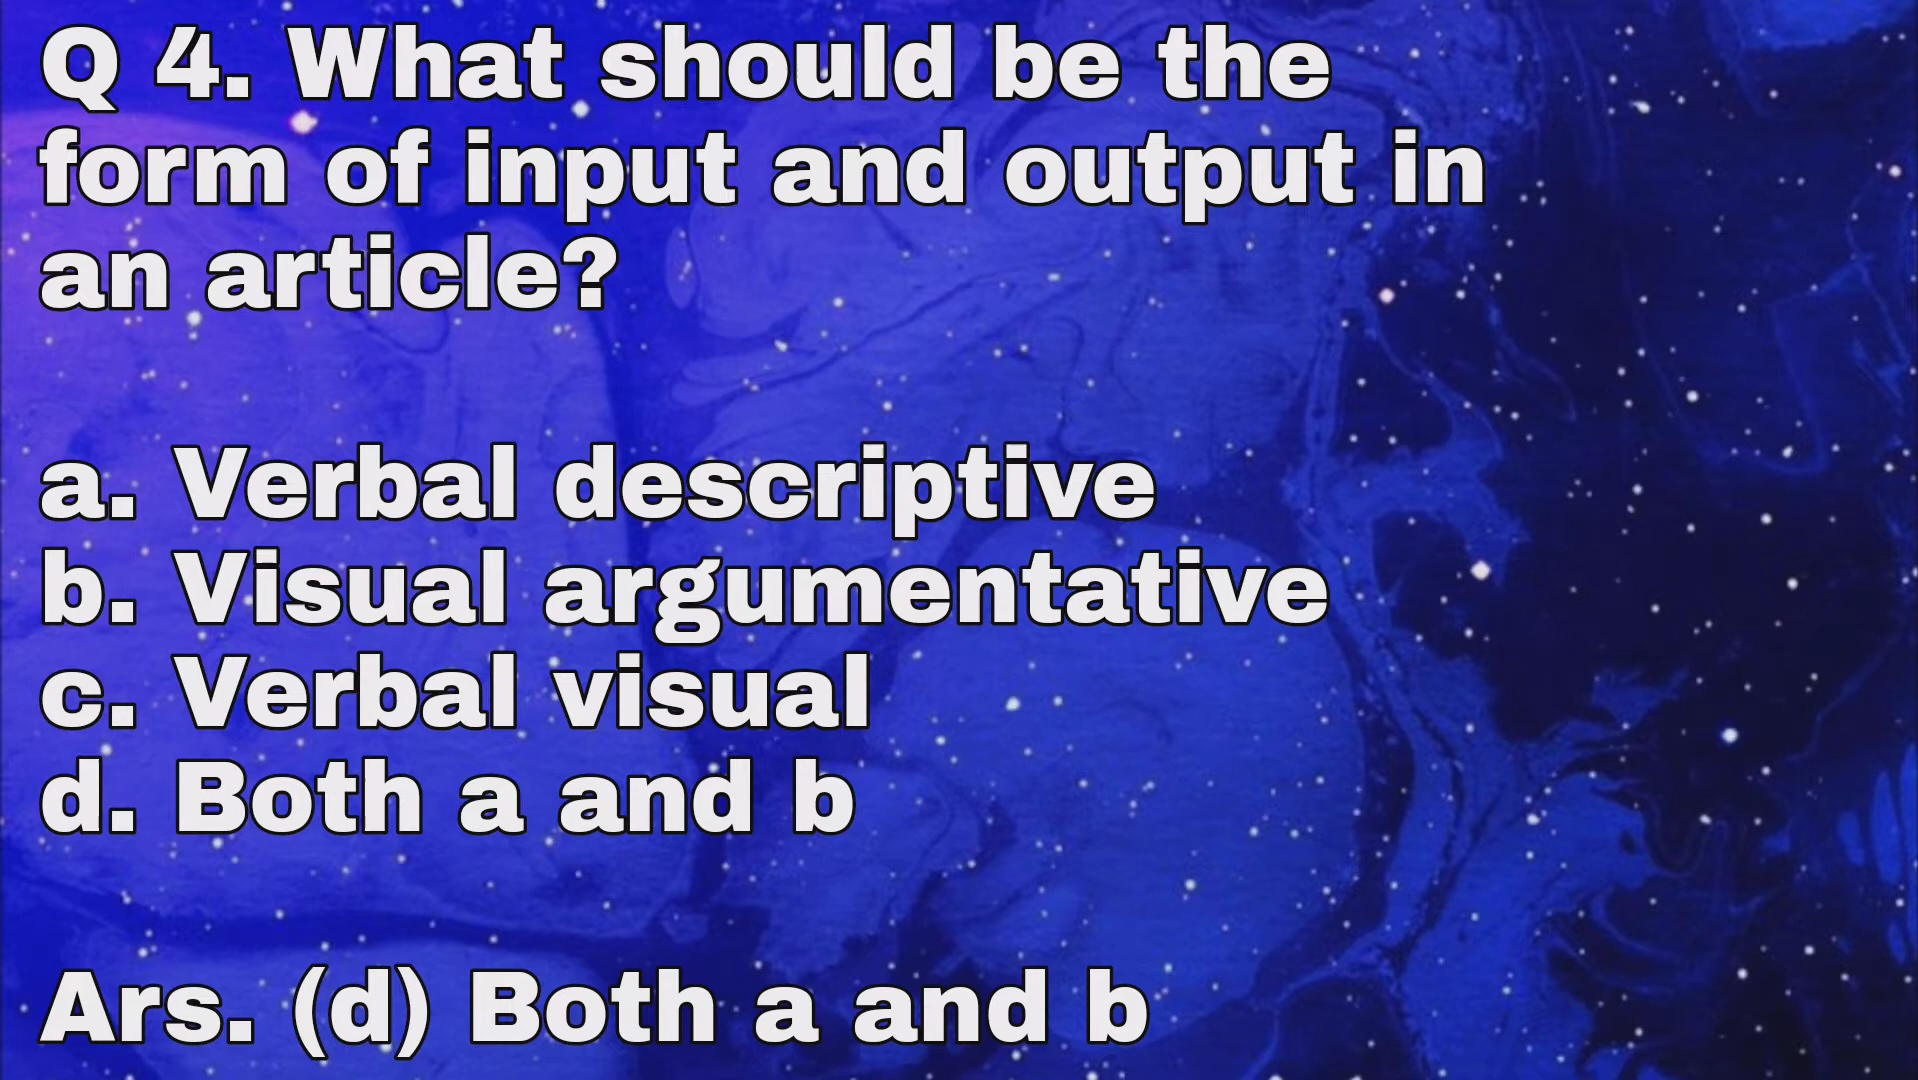 Q 4. What should be the
form of input and output in
an article?
a. Verbal descriptive
b. Visual argumentative
c. Verbal visual
d. Both a and b
Ars. (d) Both a and b